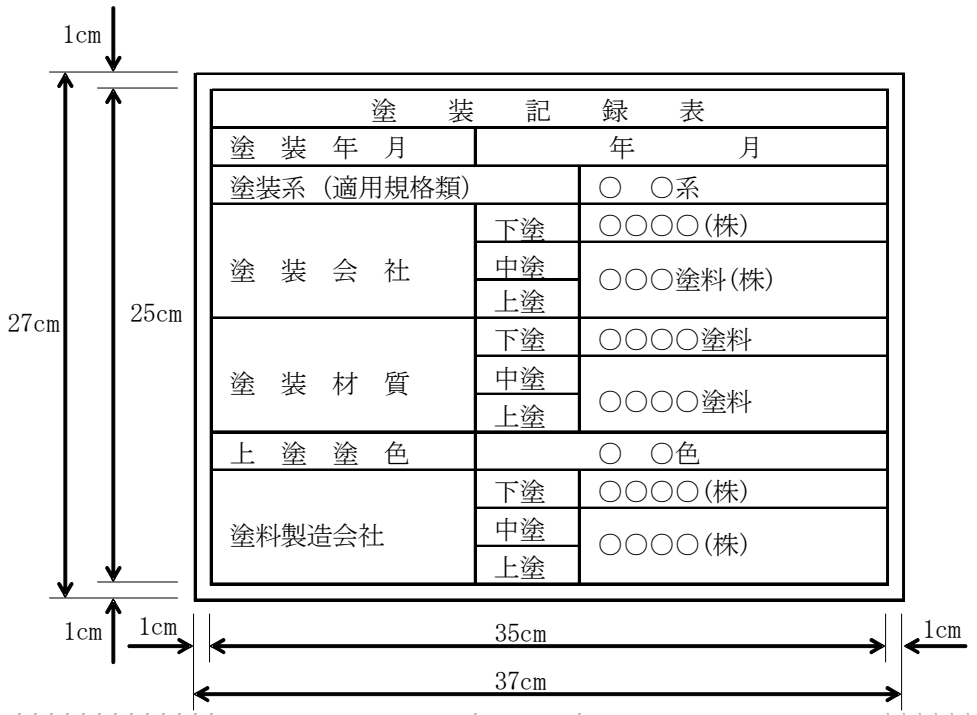 1cm
塗装記録表
塗装年月 年 月
塗装系 (適用規格類) ○ ○系
下塗 ○○○○(株)
塗装会社 中塗 ○○○塗料(株)
上塗
27cm 25cm
下塗 ○○○○塗料
塗装材質 中塗 ○○○○塗料
上塗
上塗塗色 ○ ○色
下塗 ○○○○(株)
塗料製造会社 中塗 ○○○○(株)
上塗
1cm 1cm 35cm 1cm
37cm